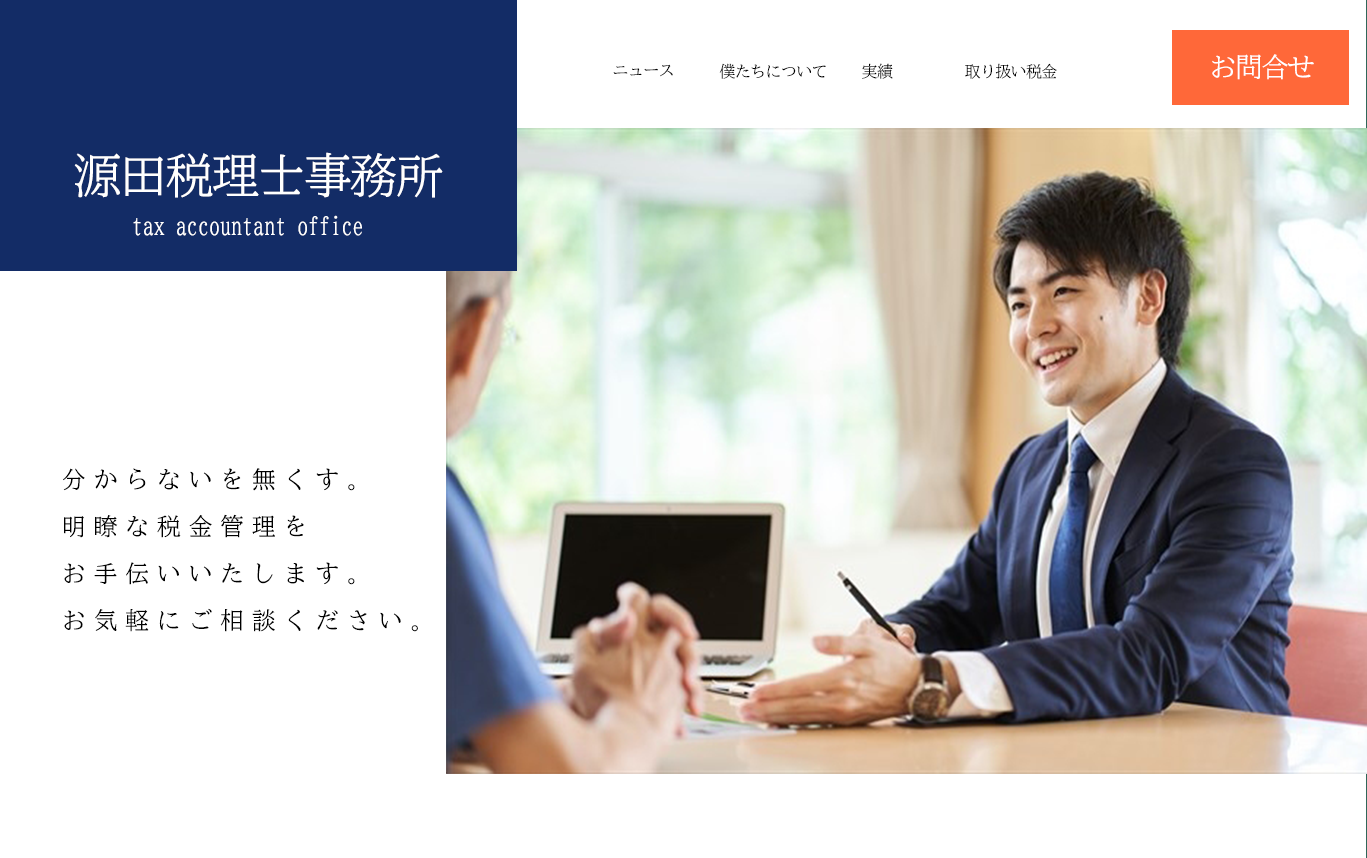 ニュース
僕たちについて
実績
取り扱い税金
お問合せ
源田税理士事務所
tax accountant office
分からないを無くす。
明瞭な税金管理を
お手伝いいたします。
お気軽にご相談ください。